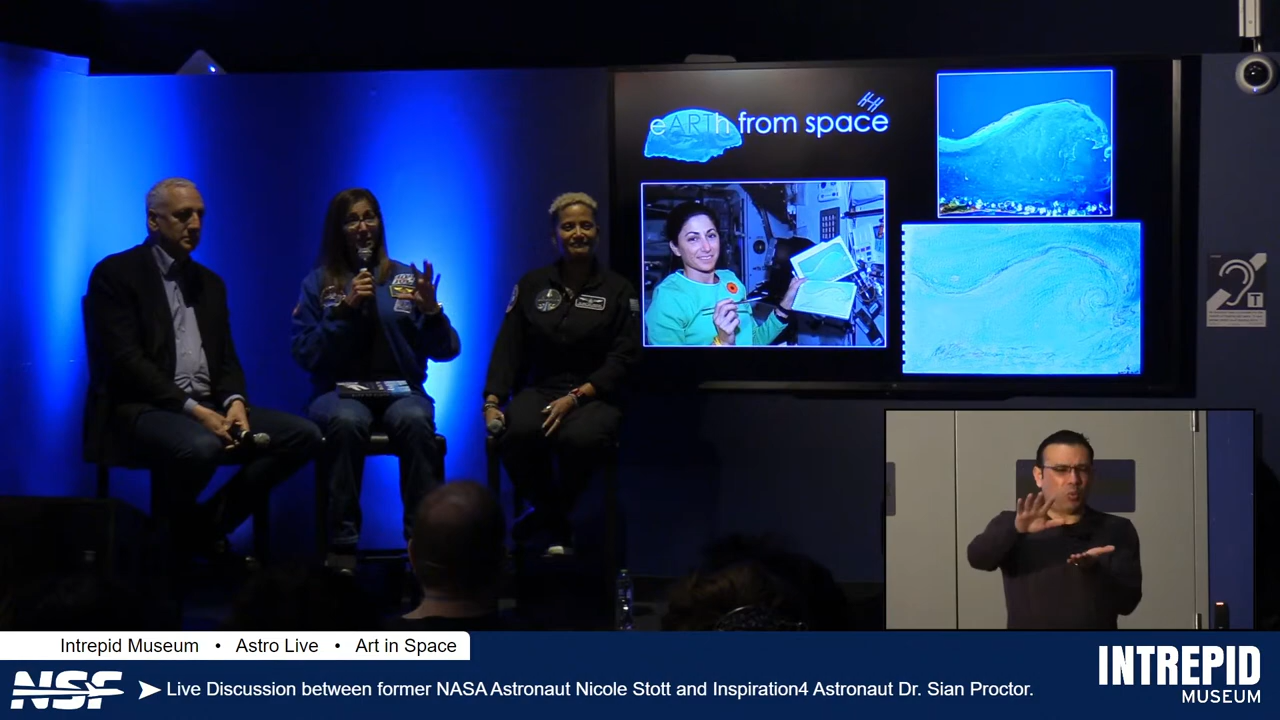 eARTh from space
T
Intrepid Museum • Astro Live • Art in Space
NSF
Live Discussion between former NASA Astronaut Nicole Stott and Inspiration4 Astronaut Dr. Sian Proctor.
INTREPID
MUSEUM